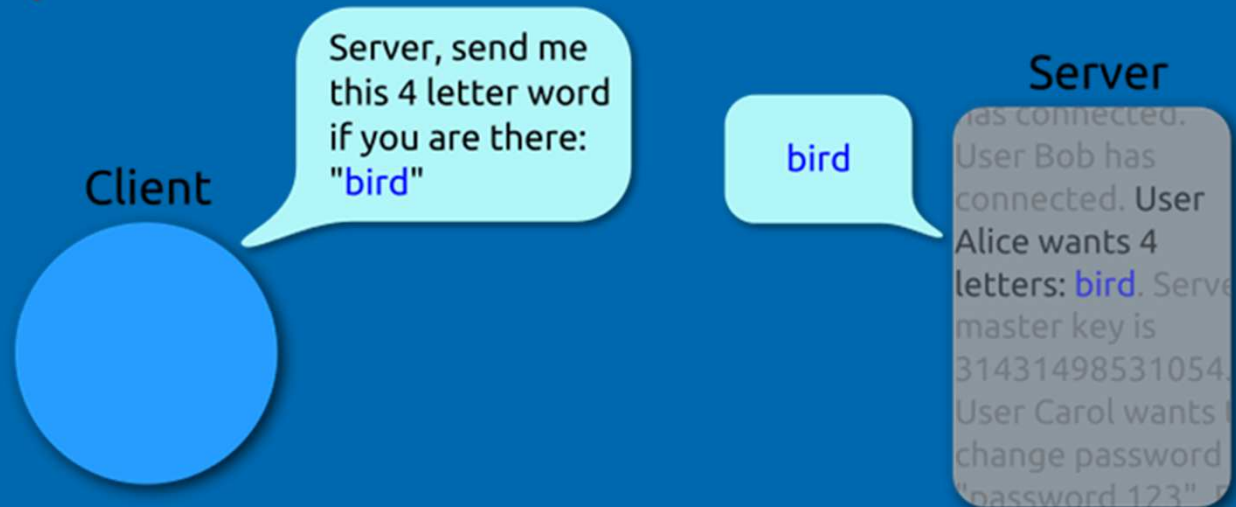 Server, send me
this 4 letter word
if you are there:
"bird"
Client
bird
Server
has connected.
User Bob has
connected. User
Alice wants 4
letters: bird. Serve
master key is
31431498531054.
User Carol wants
change password
"password 123".